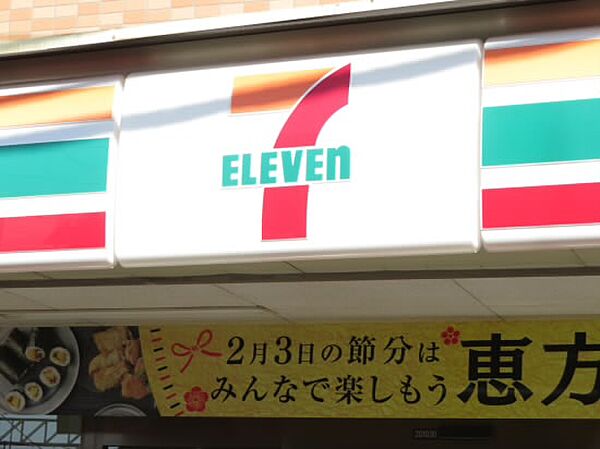 7
ELEVEn
2月3日の節分は
みんなで楽しもう
恵方